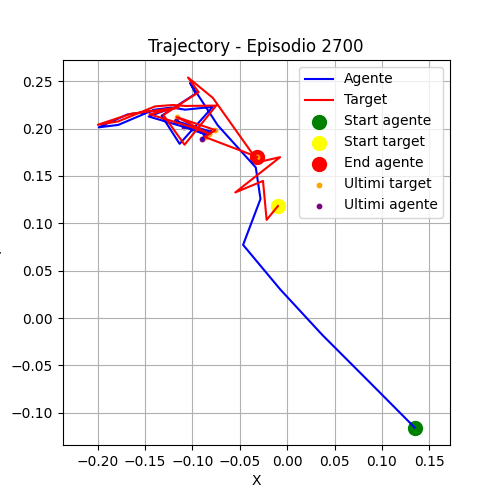 Trajectory - Episodio 2700
Agente
Target
Start agente
Start target
End agente
Ultimi target
Ultimi agente
0.25
0.20
0.15
0.10
0.05
0.00
−0.05
−0.10
−0.20 −0.15 −0.10 −0.05 0.00 0.05 0.10 0.15
X